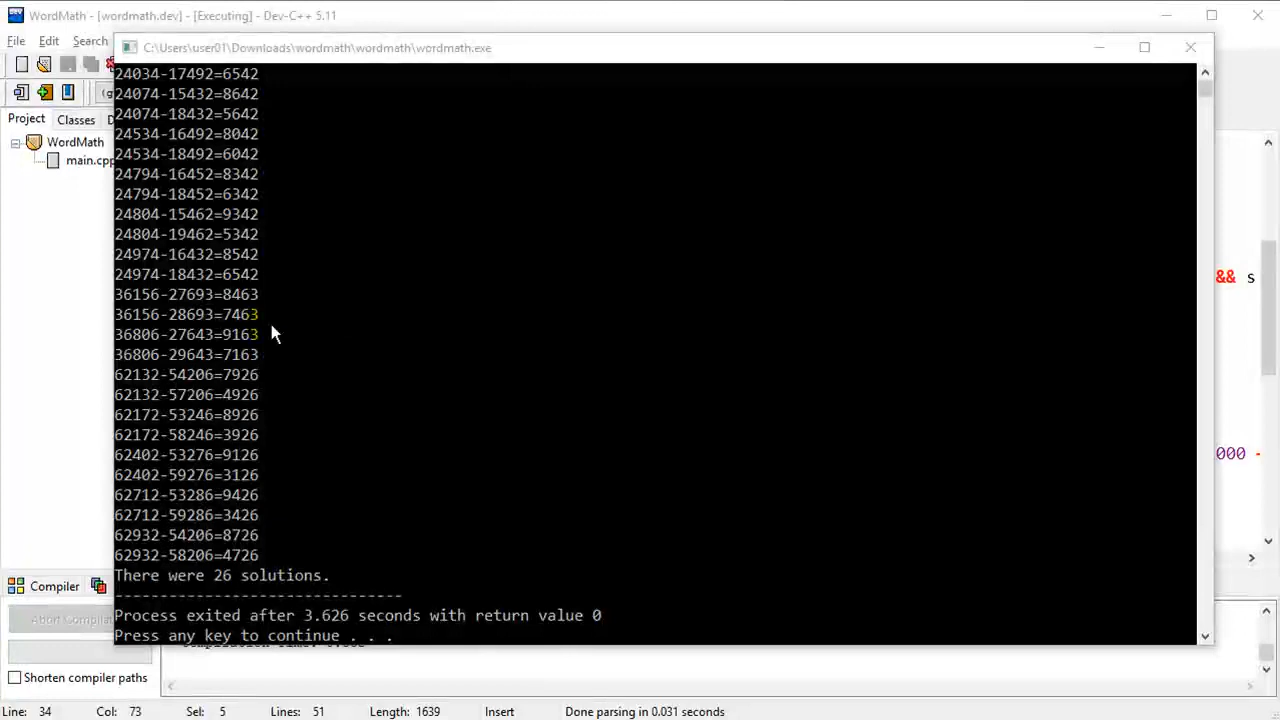 WordMath - [wordmath.dev] - [Executing] - Dev-C++ 5.11
File Edit Search
C:\Users\user01\Downloads\wordmath\wordmath\wordmath.exe
(g
Project Classes D
WordMath
main.cpp
24034-17492=6542
24074-15432=8642
24074-18432=5642
24534-16492=8042
24534-18492=6042
24794-16452=8342
24794-18452=6342
24804-15462=9342
24804-19462=5342
24974-16432=8542
24974-18432=6542
36156-27693=8463
36156-28693=7463
36806-27643=9163
36806-29643=7163
62132-54206=7926
62132-57206=4926
62172-53246=8926
62172-58246=3926
62402-53276=9126
62402-59276=3126
62712-53286=9426
62712-59286=3426
62932-54206=8726
62932-58206=4726
There were 26 solutions.
--------------------------------
Process exited after 3.626 seconds with return value 0
Press any key to continue . . .
&& s
000 -
Compiler
Abort Compilat
Shorten compiler paths
Line: 34 Col: 73 Sel: 5 Lines: 51 Length: 1639 Insert Done parsing in 0.031 seconds